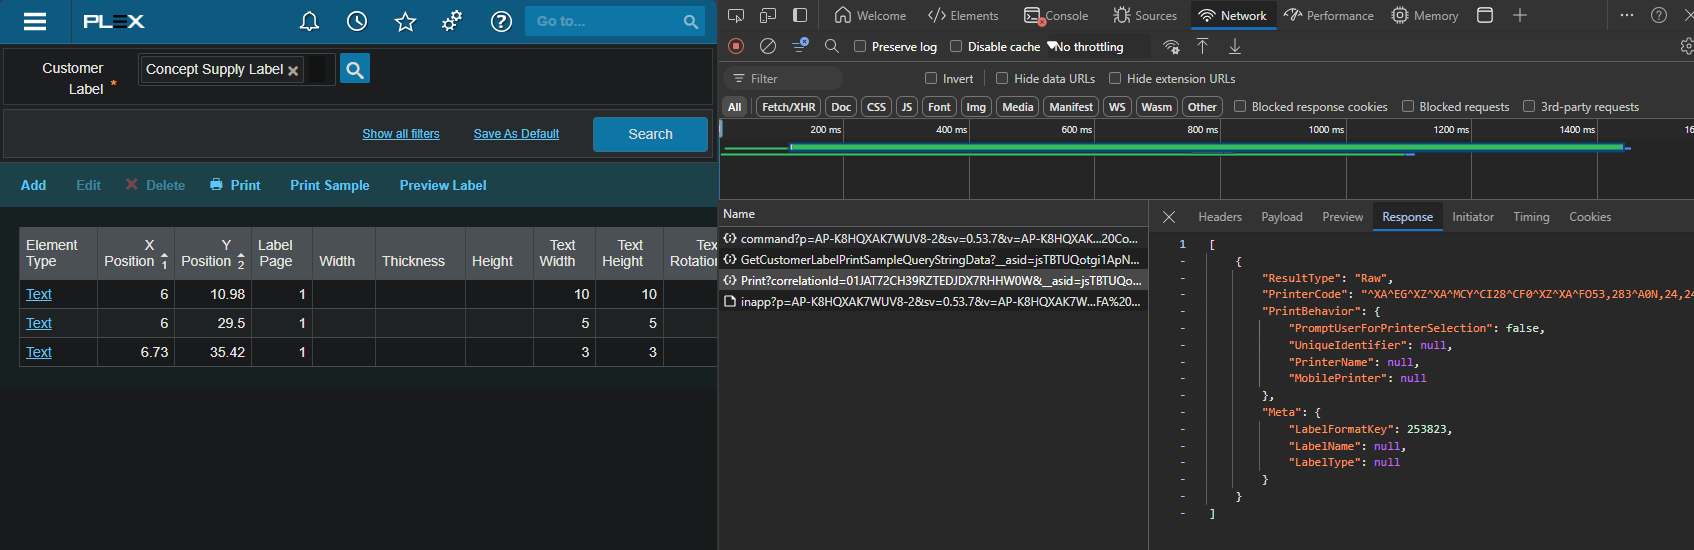 PLEX
Go to...
Customer Label *
Concept Supply Label
Show all filters
Save As Default
Search
Add
Edit
Delete
Print
Print Sample
Preview Label
Element Type X Position 1 Y Position 2 Label Page Width Thickness Height Text Width Text Height Tex Rotation
Text 6 10.98 1 10 10
Text 6 29.5 1 5 5
Text 6.73 35.42 1 3 3
Welcome
Elements
Console
Sources
Network
Performance
Memory
Preserve log
Disable cache
No throttling
Filter
Invert
Hide data URLs
Hide extension URLs
All
Fetch/XHR
Doc
CSS
JS
Font
Img
Media
Manifest
WS
Wasm
Other
Blocked response cookies
Blocked requests
3rd-party requests
200 ms
400 ms
600 ms
800 ms
1000 ms
1200 ms
1400 ms
16
Name
command?p=AP-K8HQXAK7WUV8-2&sv=0.53.7&v=AP-K8HQXAK...20Co...
GetCustomerLabelPrintSampleQueryStringData?__asid=jsTBTUQotgi1ApN...
Print?correlationId=01JAT72CH39RZTEDJDX7RHHW0W&__asid=jsTBTUQo...
inapp?p=AP-K8HQXAK7WUV8-2&sv=0.53.7&v=AP-K8HQXAK7W...FA%20...
Headers
Payload
Preview
Response
Initiator
Timing
Cookies
1 [
- {
- "ResultType": "Raw",
- "PrinterCode": "^XA^EG^XZ^XA^MCY^CI28^CF0^XZ^XA^FO53,283^A0N,24,24
- "PrintBehavior": {
- "PromptUserForPrinterSelection": false,
- "UniqueIdentifier": null,
- "PrinterName": null,
- "MobilePrinter": null
- },
- "Meta": {
- "LabelFormatKey": 253823,
- "LabelName": null,
- "LabelType": null
- }
- }
- ]